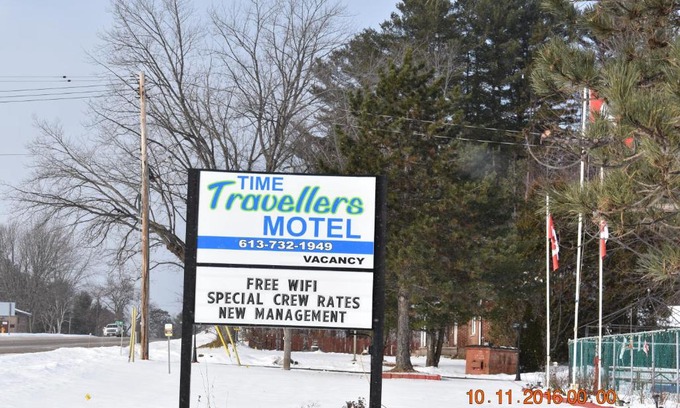 TIME
Travellers
MOTEL
613-732-1949
VACANCY
FREE WIFI
SPECIAL CREW RATES
NEW MANAGEMENT
10.11.2016 00:00